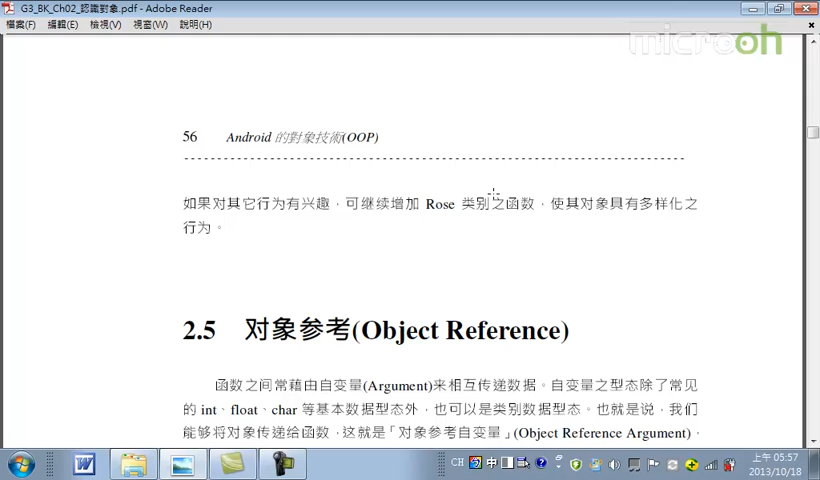 G3_BK_Ch02_認識對象.pdf - Adobe Reader
檔案(F) 編輯(E) 檢視(V) 視窗(W) 說明(H)
microoh
56 Android 的對象技術(OOP)
如果对其它行为有兴趣，可继续增加 Rose 类别之函数，使其对象具有多样化之
行为。
2.5 对象参考(Object Reference)
函数之间常藉由自变量(Argument)来相互传递数据。自变量之型态除了常见
的 int、float、char 等基本数据型态外，也可以是类别数据型态。也就是说，我们
能够将对象传递给函数，这就是「对象参考自变量」(Object Reference Argument)，
CH 中
上午 05:57
2013/10/18